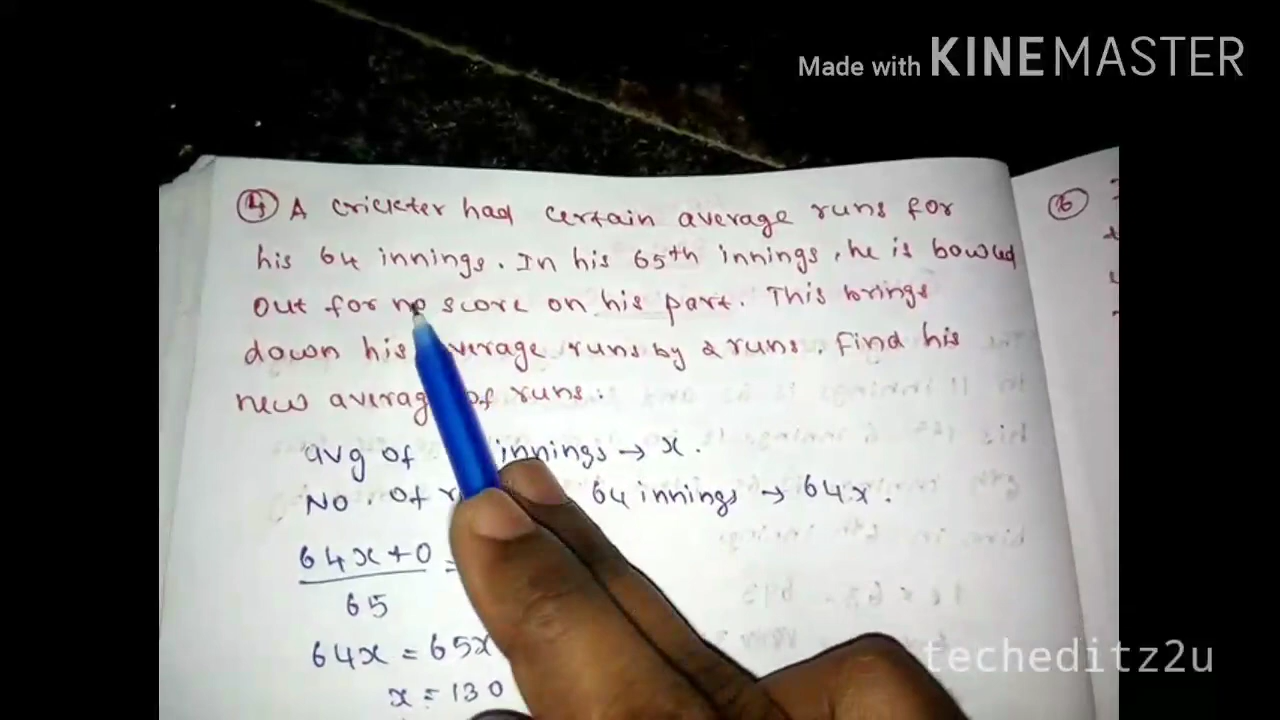 Made with KINEMASTER
④ A crickter had certain average runs for
his 64 innings. In his 65th innings, he is bowled
out for no score on his part. This brings
down his average runs by 2 runs. Find his
new average of runs.
avg of innings → x.
No. of 64 innings → 64x.
64x+0 =
65
64x = 65x
x = 130
⑥
techeditz2u